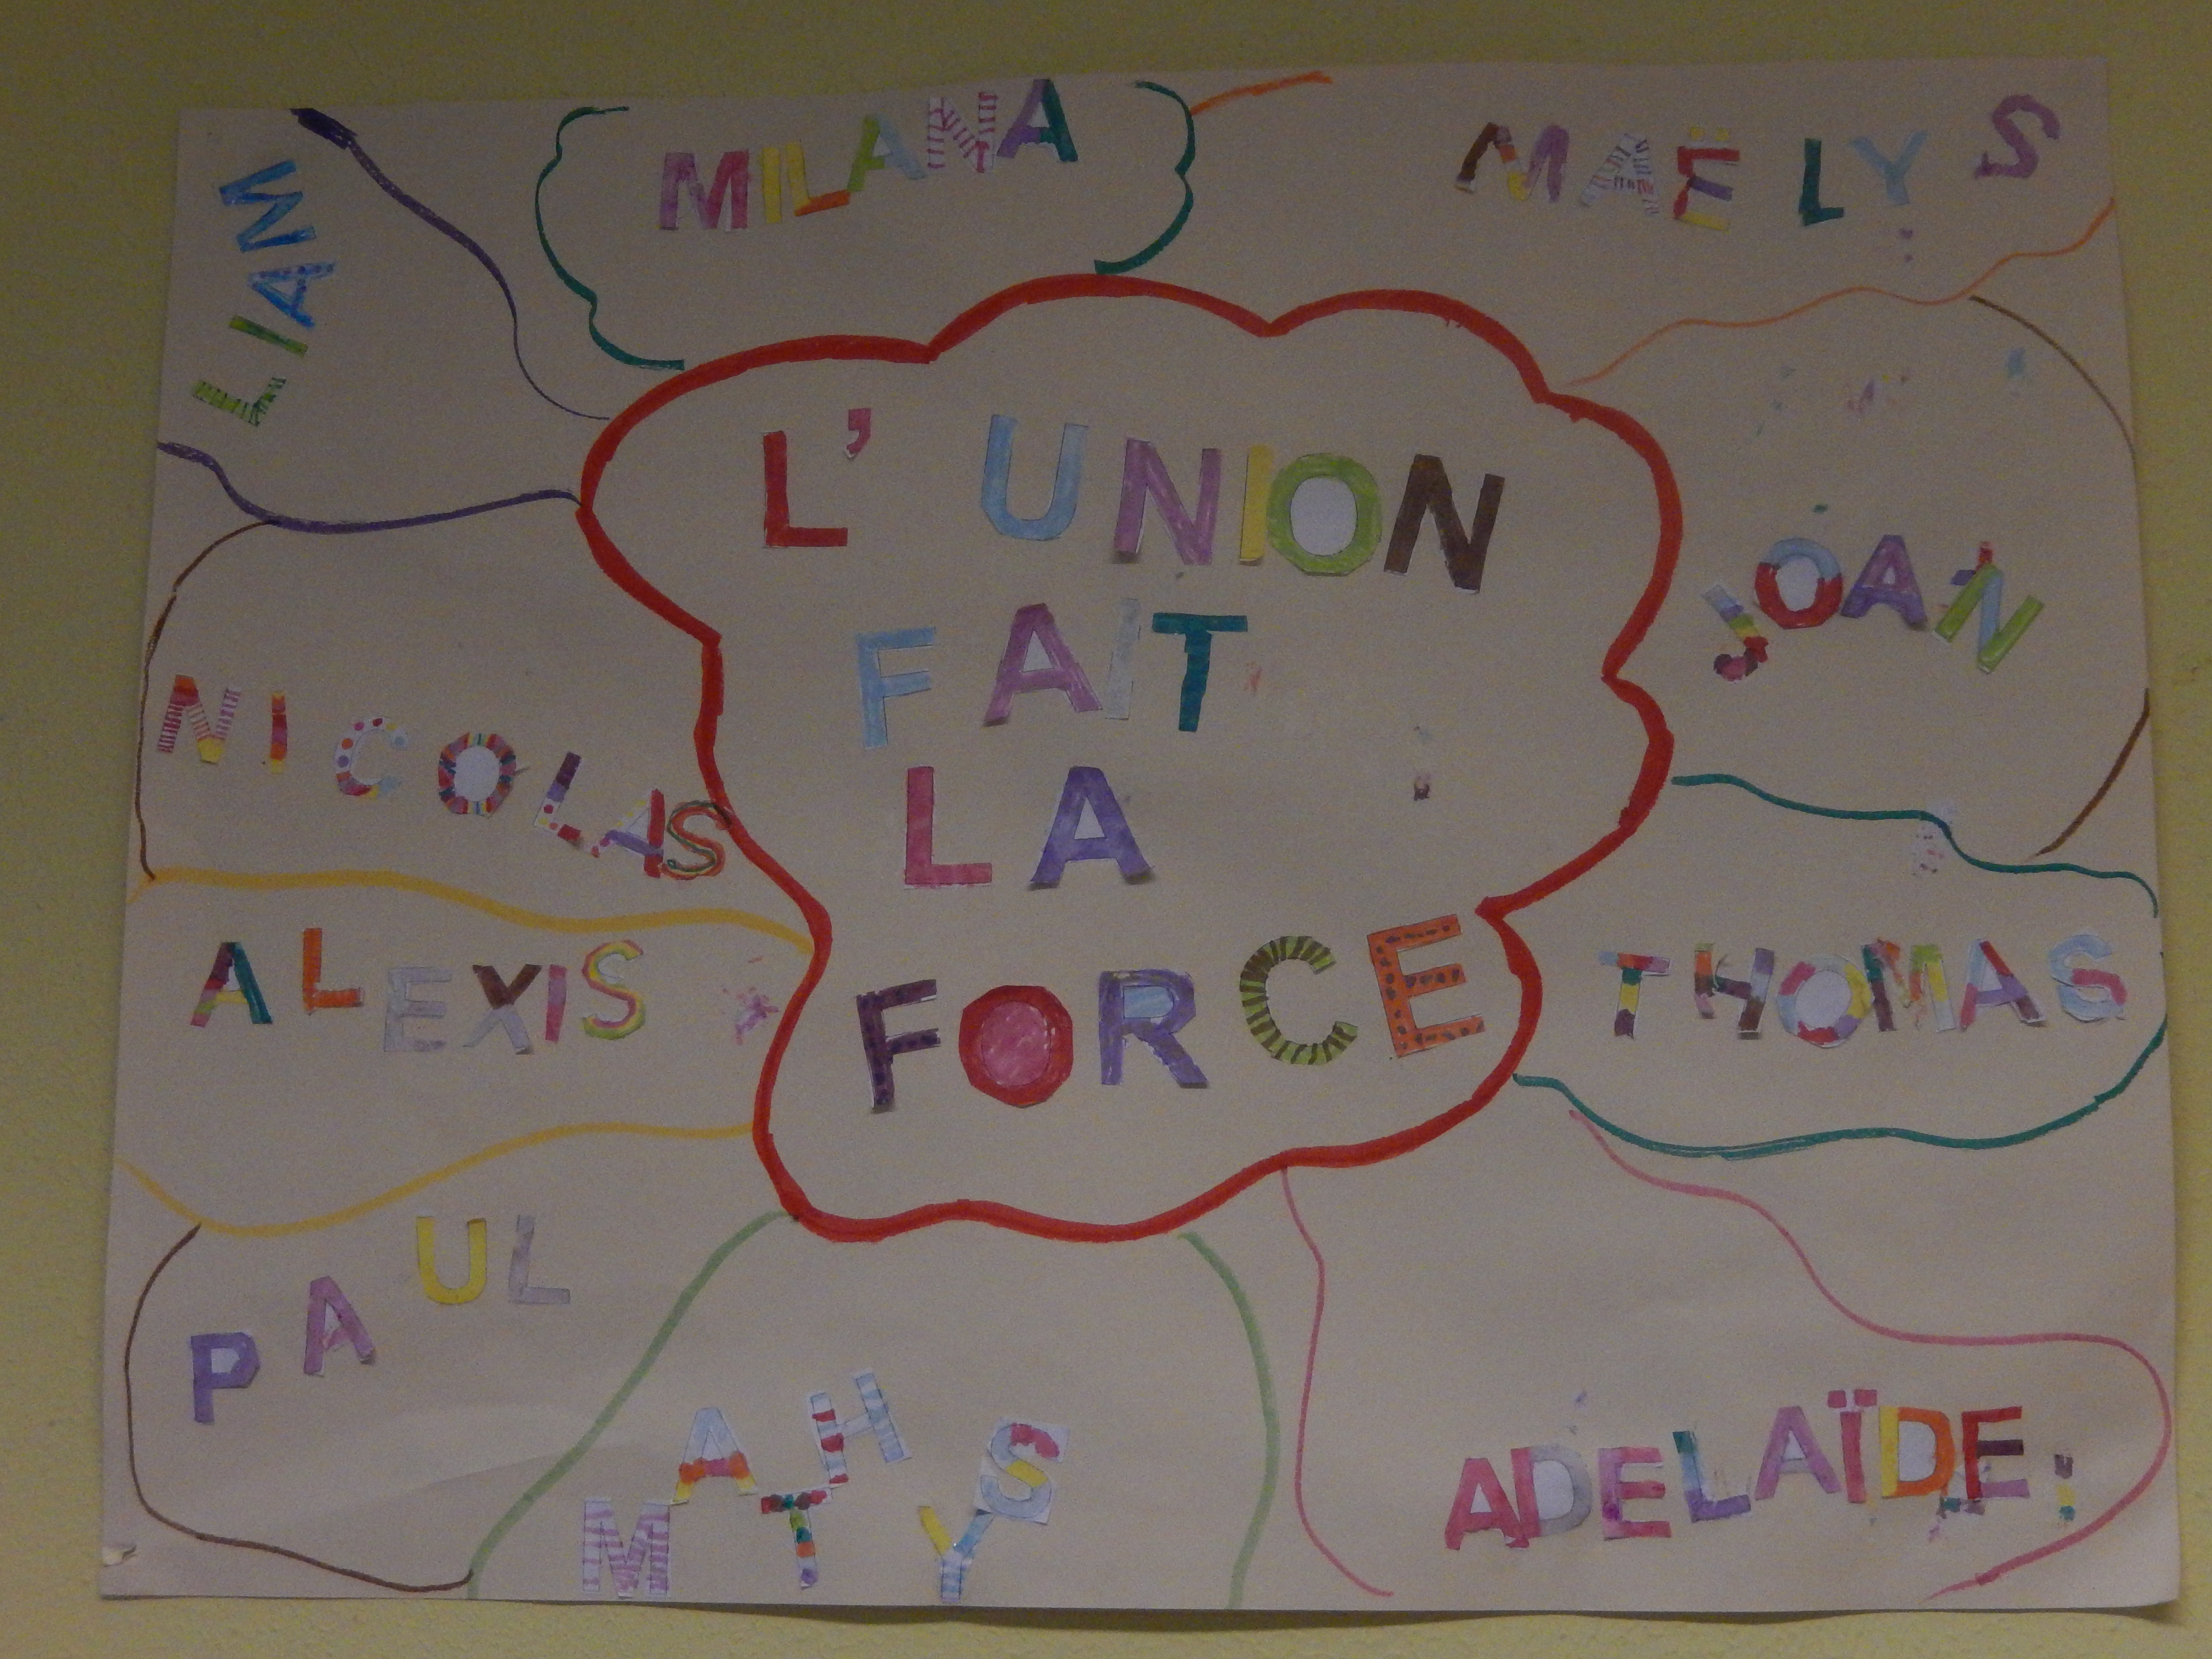 LIAM
MILANA
MAËLYS
L'UNION
FAIT
LA
FORCE
JOAN
NICOLAS
ALEXIS
THOMAS
PAUL
MATHYS
ADELAÏDE